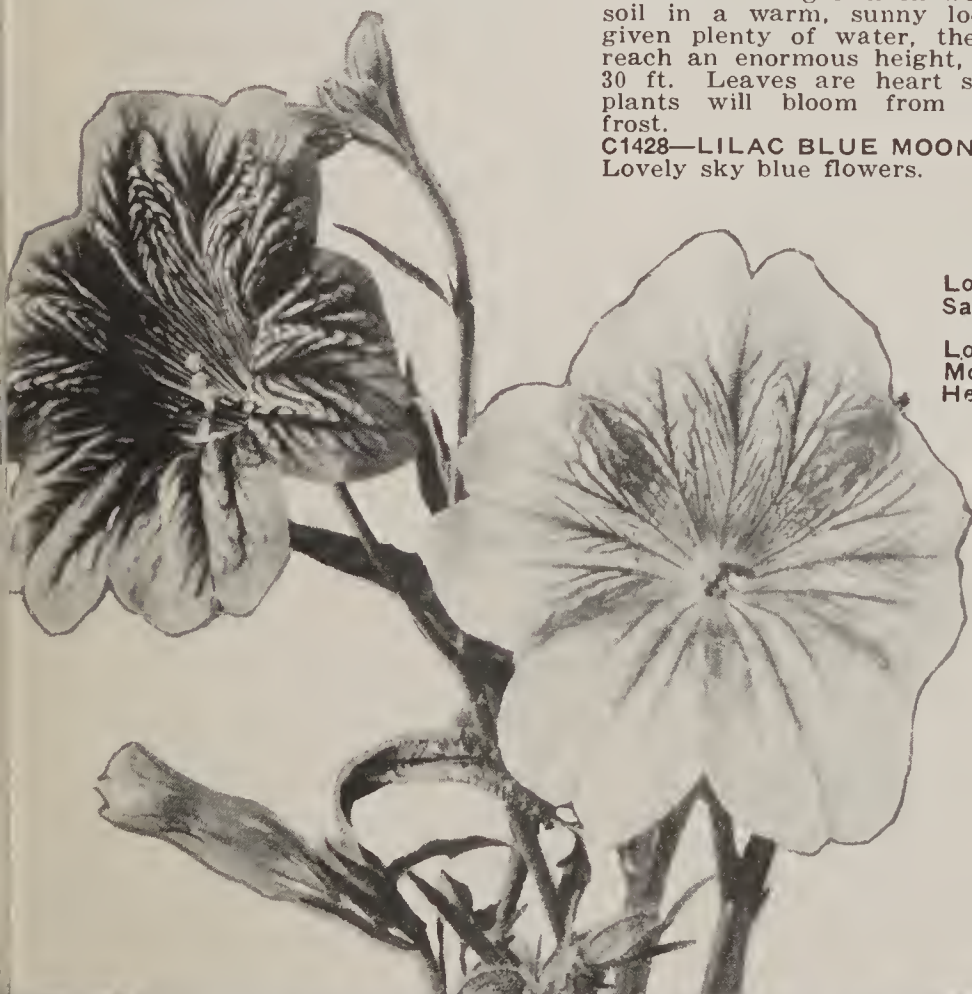 soil in a warm, sunny lo
given plenty of water, the
reach an enormous height,
30 ft. Leaves are heart s
plants will bloom from
frost.
C1428—LILAC BLUE MOON
Lovely sky blue flowers.
Lo
Sa
Lo
Mo
He